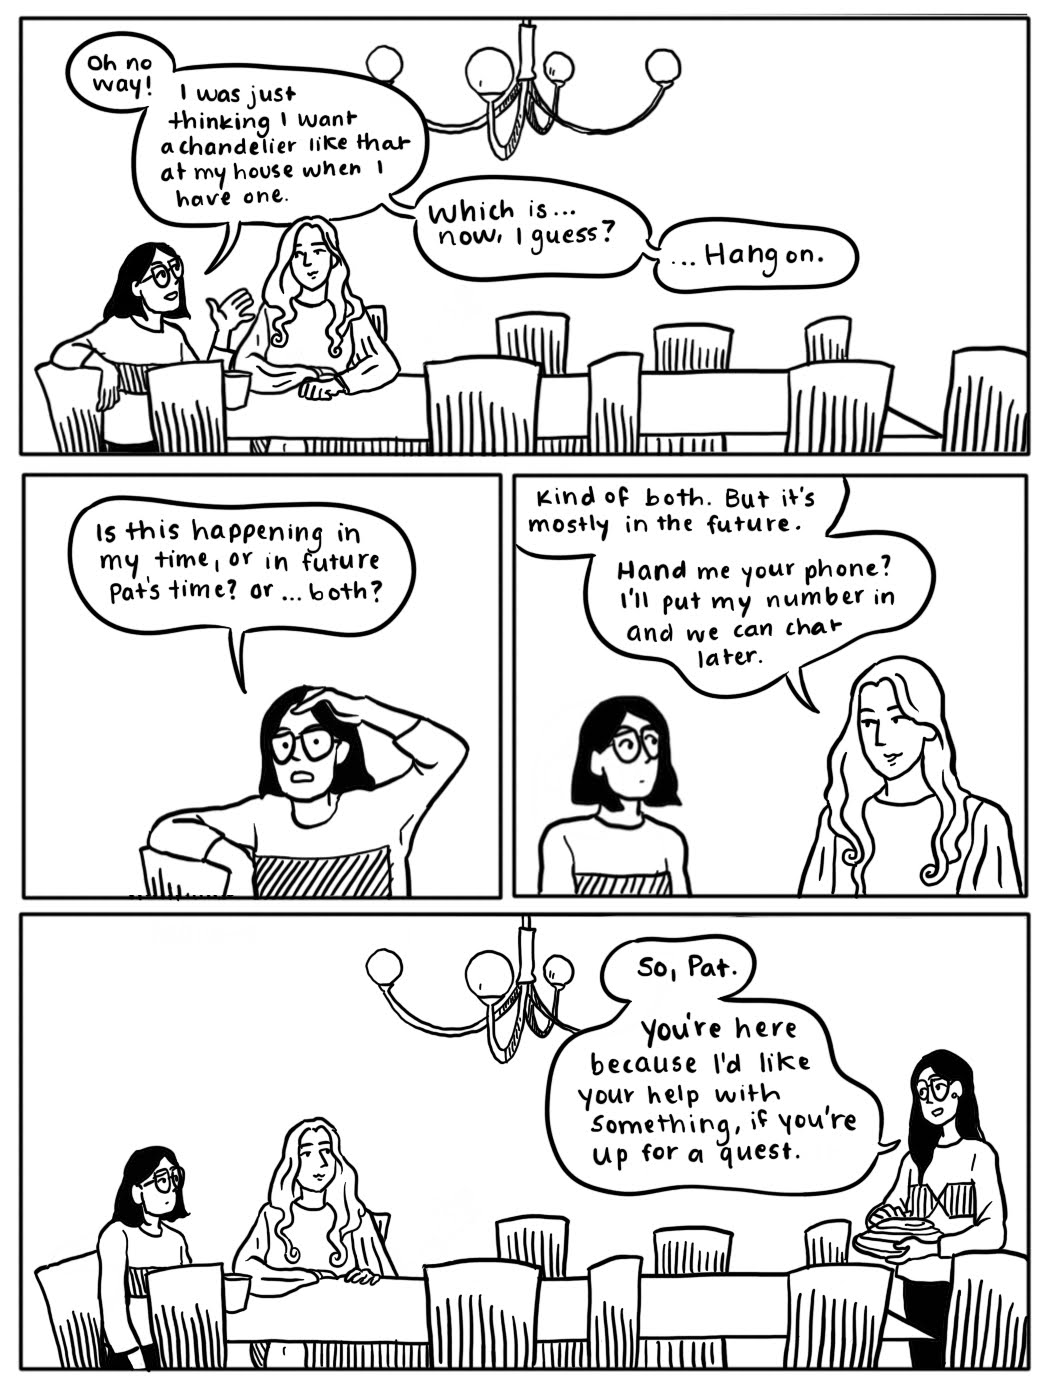 Oh no
way!
I was just
thinking I want
a chandelier like that
at my house when I
have one.
Which is...
now, I guess?
... Hang on.
Is this happening in
my time, or in future
Pat's time? or ... both?
Kind of both. But it's
mostly in the future.
Hand me your phone?
I'll put my number in
and we can chat
later.
So, Pat.
You're here
because I'd like
your help with
something, if you're
up for a quest.